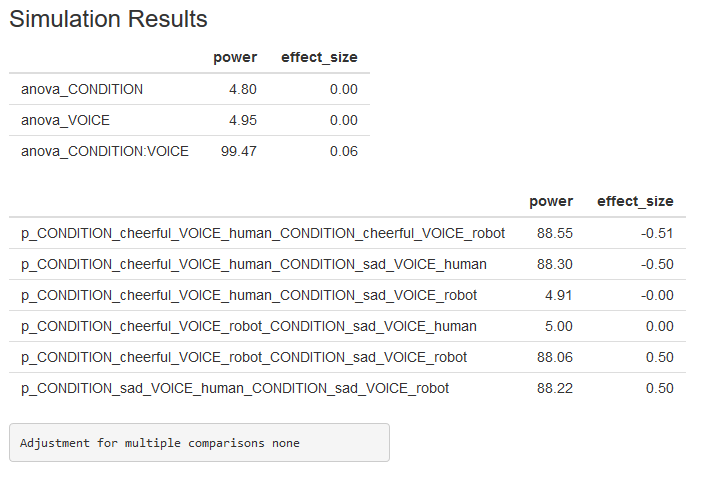 Simulation Results
power effect_size
anova_CONDITION 4.80 0.00
anova_VOICE 4.95 0.00
anova_CONDITION:VOICE 99.47 0.06
power effect_size
p_CONDITION_cheerful_VOICE_human_CONDITION_cheerful_VOICE_robot 88.55 -0.51
p_CONDITION_cheerful_VOICE_human_CONDITION_sad_VOICE_human 88.30 -0.50
p_CONDITION_cheerful_VOICE_human_CONDITION_sad_VOICE_robot 4.91 -0.00
p_CONDITION_cheerful_VOICE_robot_CONDITION_sad_VOICE_human 5.00 0.00
p_CONDITION_cheerful_VOICE_robot_CONDITION_sad_VOICE_robot 88.06 0.50
p_CONDITION_sad_VOICE_human_CONDITION_sad_VOICE_robot 88.22 0.50
Adjustment for multiple comparisons none